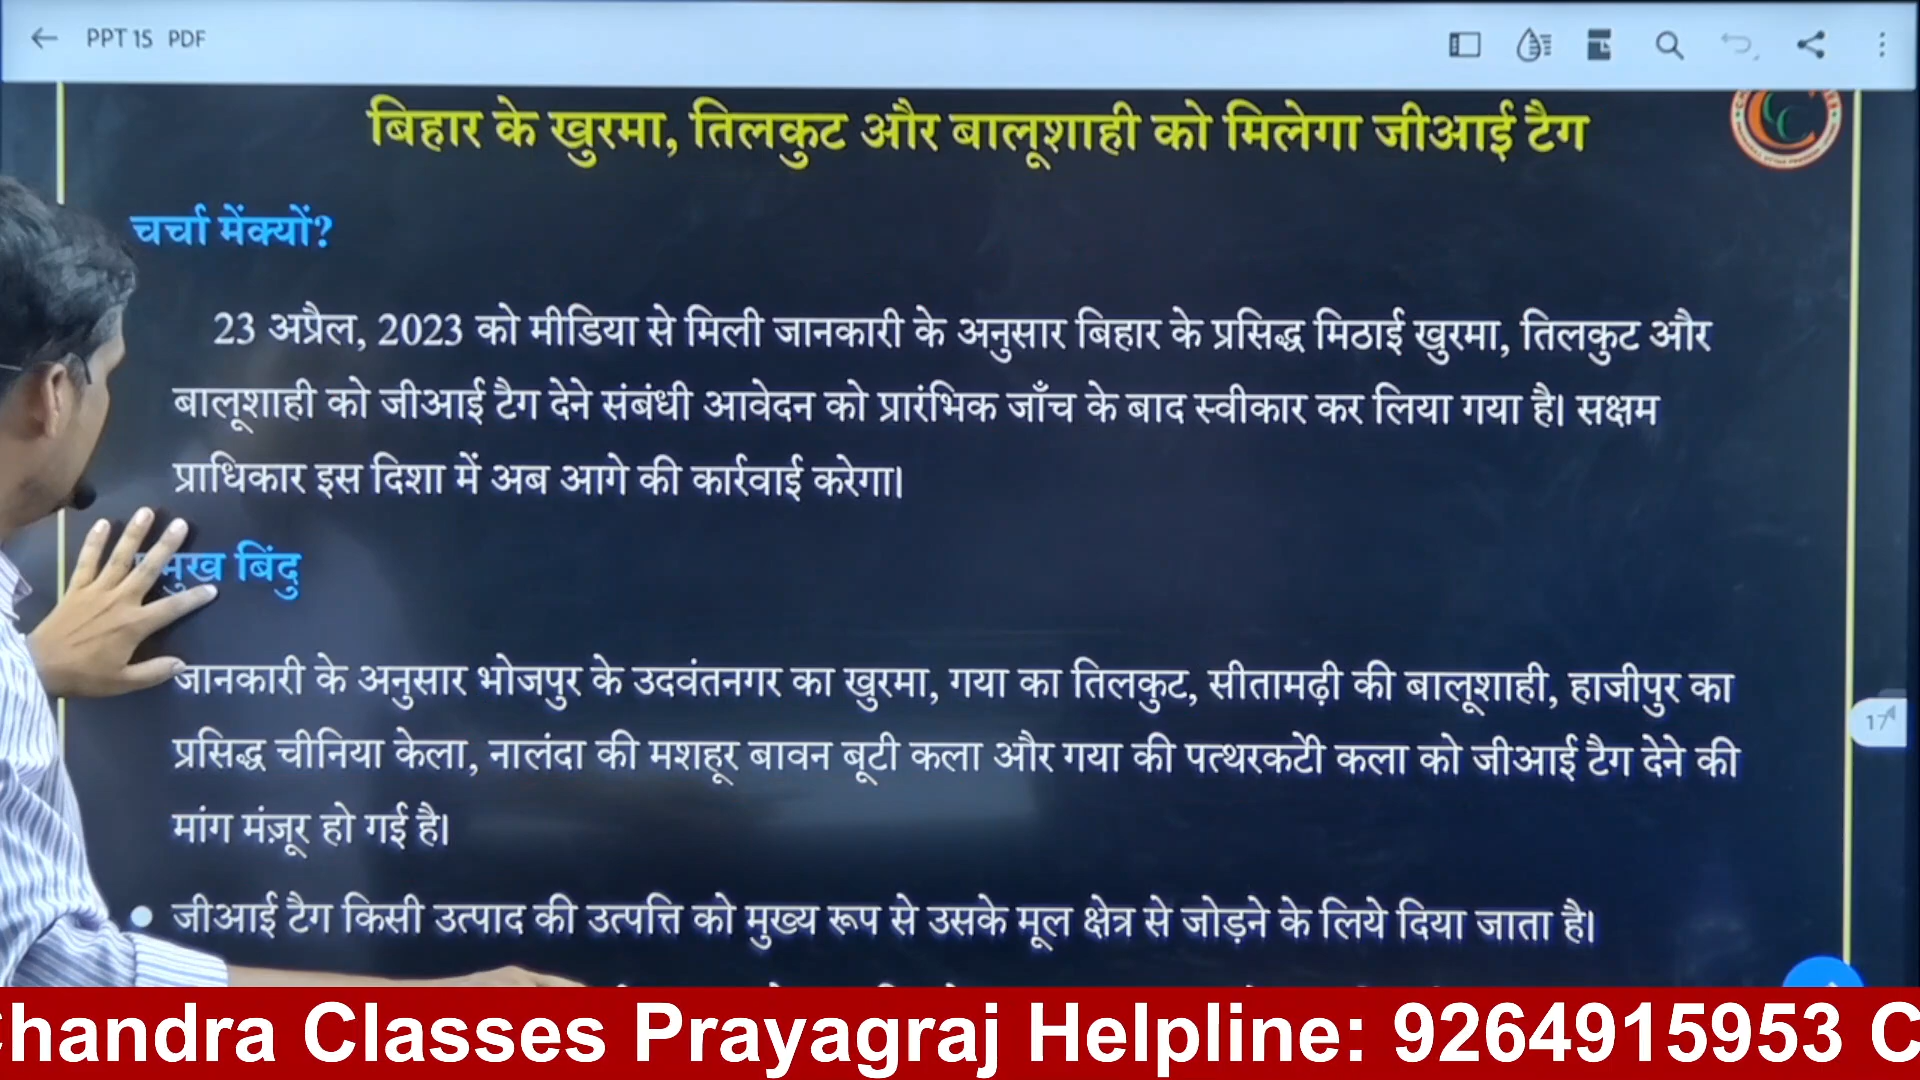 PPT 15 PDF
बिहार के खुरमा, तिलकुट और बालूशाही को मिलेगा जीआई टैग
चर्चा मेंक्यों?
23 अप्रैल, 2023 को मीडिया से मिली जानकारी के अनुसार बिहार के प्रसिद्ध मिठाई खुरमा, तिलकुट और
बालूशाही को जीआई टैग देने संबंधी आवेदन को प्रारंभिक जाँच के बाद स्वीकार कर लिया गया है। सक्षम
प्राधिकार इस दिशा में अब आगे की कार्रवाई करेगा।
बिंदु
जानकारी के अनुसार भोजपुर के उदवंतनगर का खुरमा, गया का तिलकुट, सीतामढ़ी की बालूशाही, हाजीपुर का
प्रसिद्ध चीनिया केला, नालंदा की मशहूर बावन बूटी कला और गया की पत्थरकटी कला को जीआई टैग देने की
मांग मंज़ूर हो गई है।
17
• जीआई टैग किसी उत्पाद की उत्पत्ति को मुख्य रूप से उसके मूल क्षेत्र से जोड़ने के लिये दिया जाता है।
Chandra Classes Prayagraj Helpline: 9264915953 C